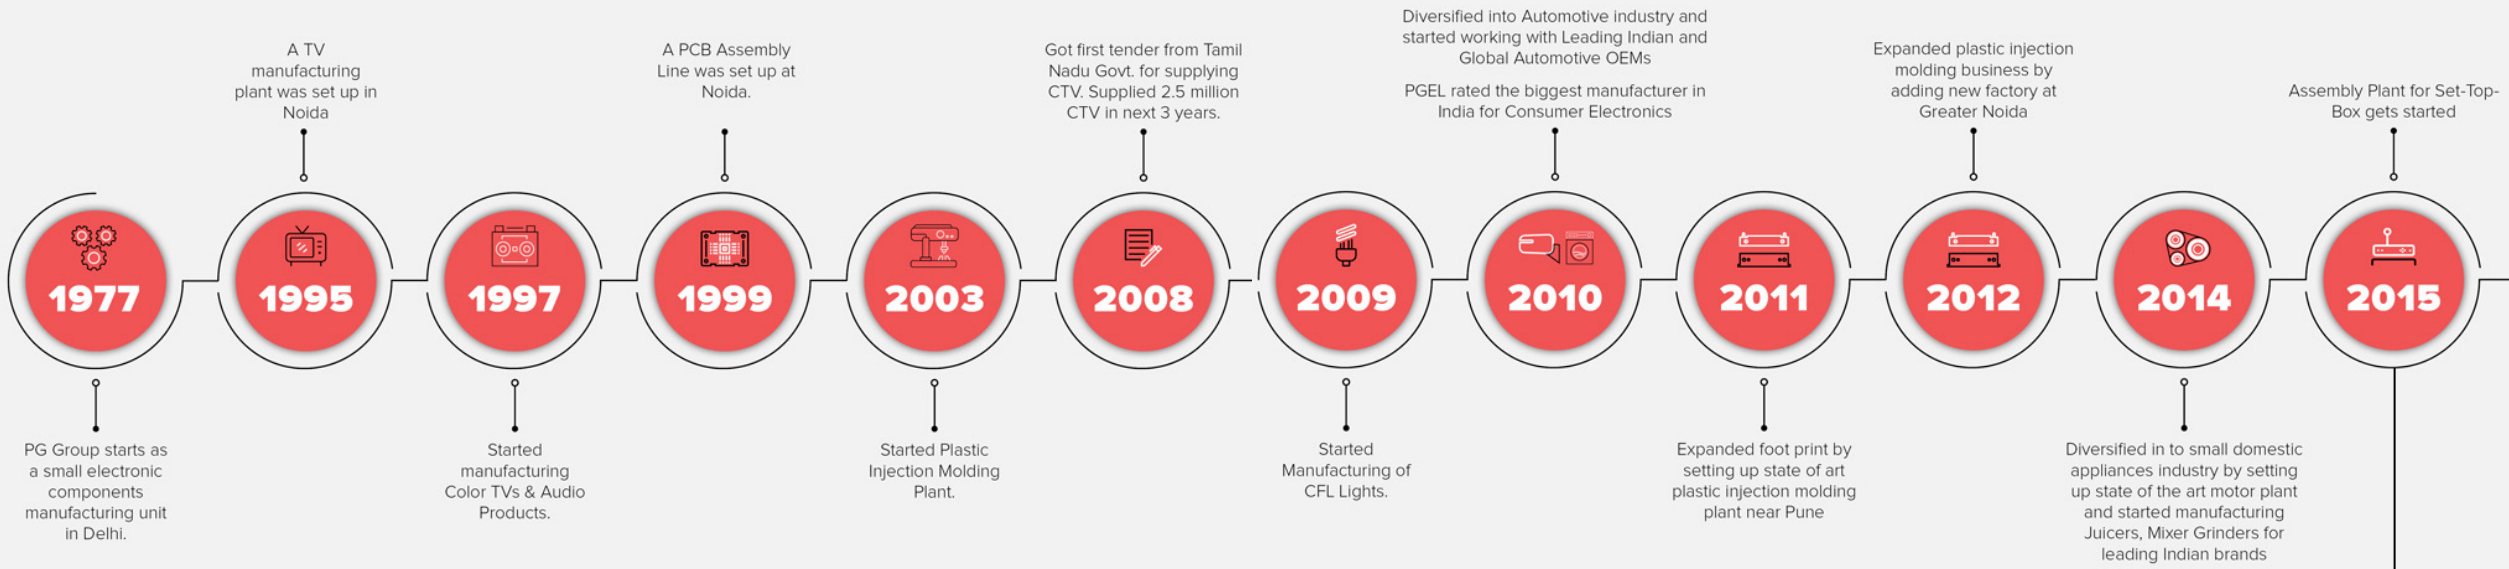 1977
PG Group starts as
a small electronic
components
manufacturing unit
in Delhi.
A TV
manufacturing
plant was set up in
Noida
1995
1997
Started
manufacturing
Color TVs & Audio
Products.
A PCB Assembly
Line was set up at
Noida.
1999
2003
Started Plastic
Injection Molding
Plant.
Got first tender from Tamil
Nadu Govt. for supplying
CTV. Supplied 2.5 million
CTV in next 3 years.
2008
2009
Started
Manufacturing of
CFL Lights.
Diversified into Automotive industry and
started working with Leading Indian and
Global Automotive OEMs
PGEL rated the biggest manufacturer in
India for Consumer Electronics
2010
2011
Expanded foot print by
setting up state of art
plastic injection molding
plant near Pune
Expanded plastic injection
molding business by
adding new factory at
Greater Noida
2012
2014
Diversified in to small domestic
appliances industry by setting
up state of the art motor plant
and started manufacturing
Juicers, Mixer Grinders for
leading Indian brands
Assembly Plant for Set-Top-
Box gets started
2015